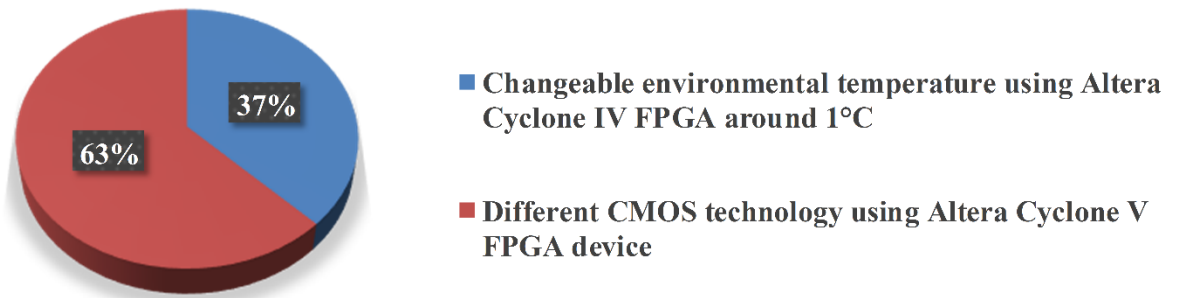 37%
63%
Changeable environmental temperature using Altera
Cyclone IV FPGA around 1°C
Different CMOS technology using Altera Cyclone V
FPGA device